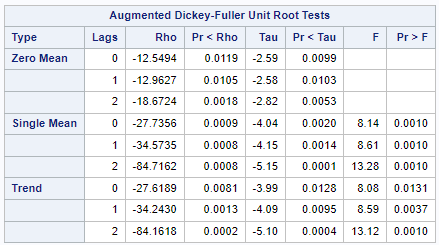 Augmented Dickey-Fuller Unit Root Tests
Type Lags Rho Pr < Rho Tau Pr < Tau F Pr > F
Zero Mean 0 -12.5494 0.0119 -2.59 0.0099
1 -12.9627 0.0105 -2.58 0.0103
2 -18.6724 0.0018 -2.82 0.0053
Single Mean 0 -27.7356 0.0009 -4.04 0.0020 8.14 0.0010
1 -34.5735 0.0008 -4.15 0.0014 8.61 0.0010
2 -84.7162 0.0008 -5.15 0.0001 13.28 0.0010
Trend 0 -27.6189 0.0081 -3.99 0.0128 8.08 0.0131
1 -34.2430 0.0013 -4.09 0.0095 8.59 0.0037
2 -84.1618 0.0002 -5.10 0.0004 13.12 0.0010